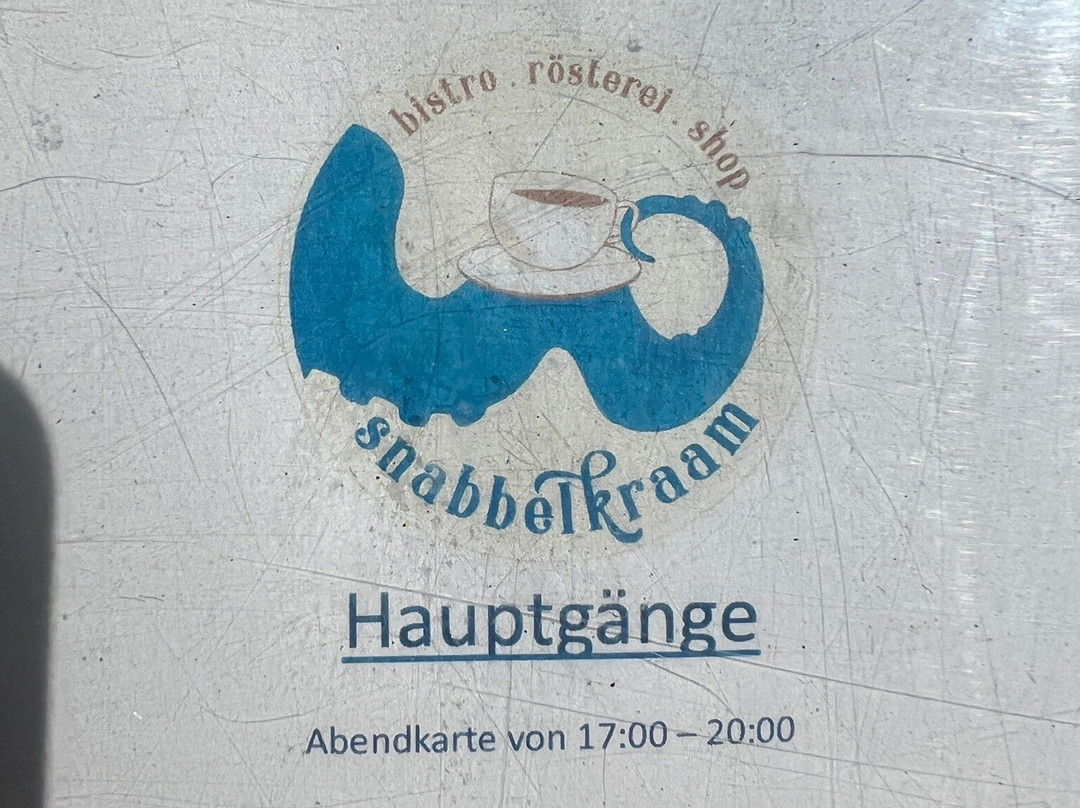 bistro . rösterei . shop
snabbelkraam
Hauptgänge
Abendkarte von 17:00 – 20:00